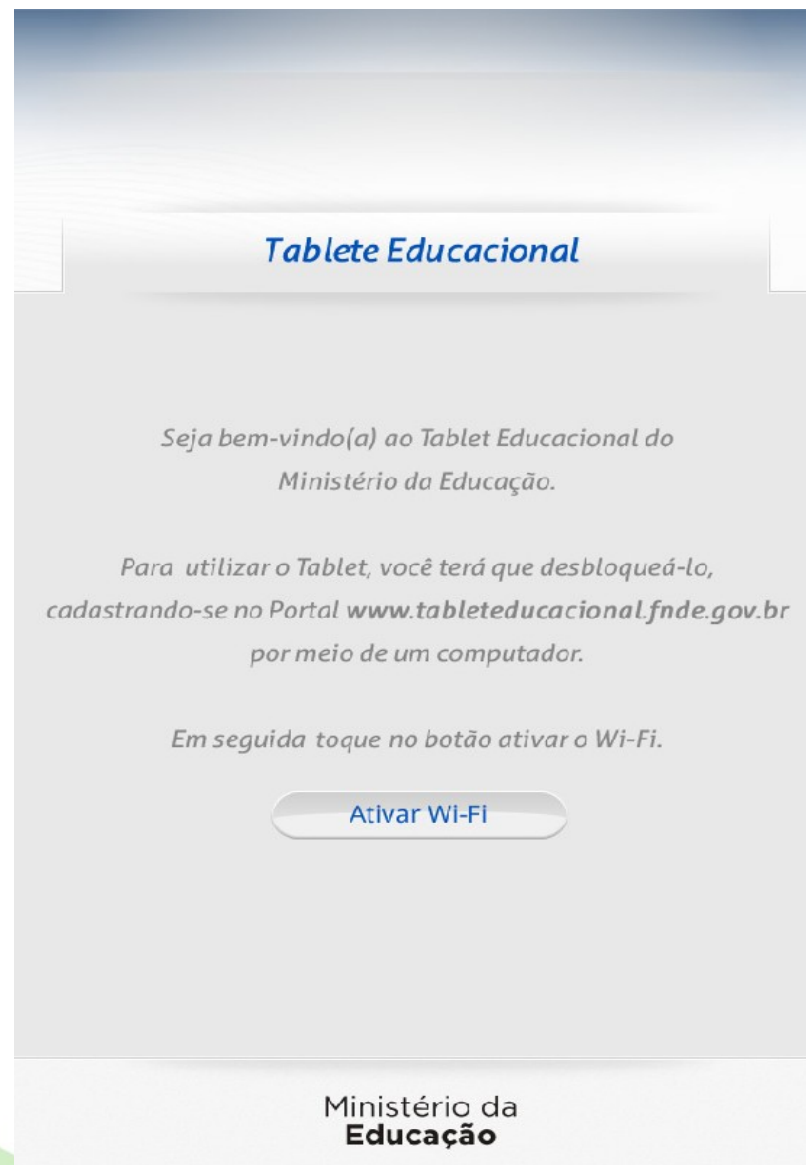 Tablete Educacional
Seja bem-vindo(a) ao Tablet Educacional do
Ministério da Educação.
Para utilizar o Tablet, você terá que desbloqueá-lo,
cadastrando-se no Portal www.tableteducacional.fnde.gov.br
por meio de um computador.
Em seguida toque no botão ativar o Wi-Fi.
Ativar Wi-Fi
Ministério da
Educação